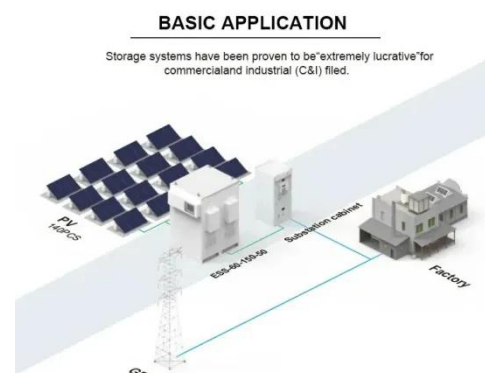 BASIC APPLICATION
Storage systems have been proven to be“extremely lucrative”for
commercialand industrial (C&I) filed.
PV
140PCS
ESS-60-150-50
Substation cabinet
Factory